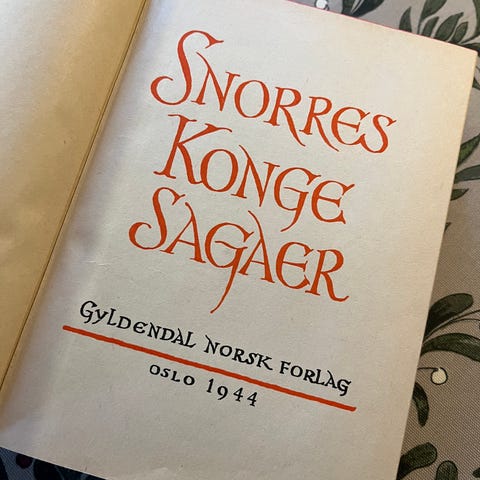 SNORRES
KONGE
SAGAER
GYLDENDAL NORSK FORLAG
OSLO 1944